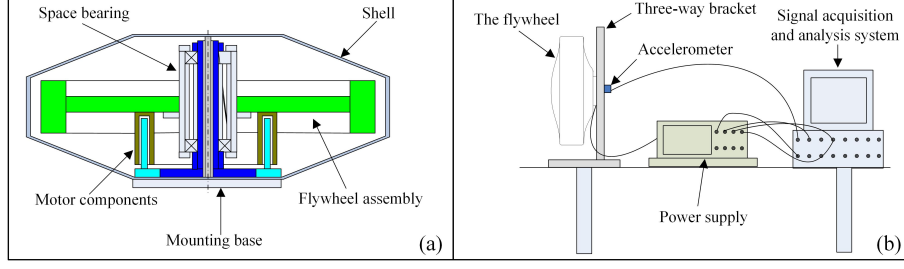 Space bearing
Shell
Motor components
Flywheel assembly
Mounting base
(a)
The flywheel
Three-way bracket
Accelerometer
Signal acquisition
and analysis system
Power supply
(b)